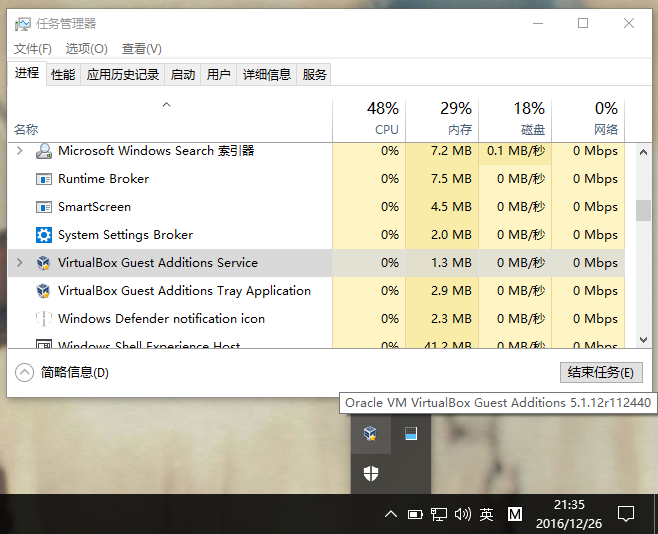 任务管理器
文件(F) 选项(O) 查看(V)
进程 性能 应用历史记录 启动 用户 详细信息 服务
48% 29% 18% 0%
名称 CPU 内存 磁盘 网络
Microsoft Windows Search 索引器 0% 7.2 MB 0.1 MB/秒 0 Mbps
Runtime Broker 0% 7.5 MB 0 MB/秒 0 Mbps
SmartScreen 0% 4.5 MB 0 MB/秒 0 Mbps
System Settings Broker 0% 2.0 MB 0 MB/秒 0 Mbps
VirtualBox Guest Additions Service 0% 1.3 MB 0 MB/秒 0 Mbps
VirtualBox Guest Additions Tray Application 0% 2.9 MB 0 MB/秒 0 Mbps
Windows Defender notification icon 0% 2.3 MB 0 MB/秒 0 Mbps
Windows Shell Experience Host 0% 41.2 MB 0 MB/秒 0 Mbps
简略信息(D) 结束任务(E)
Oracle VM VirtualBox Guest Additions 5.1.12r112440
英 M 21:35
2016/12/26